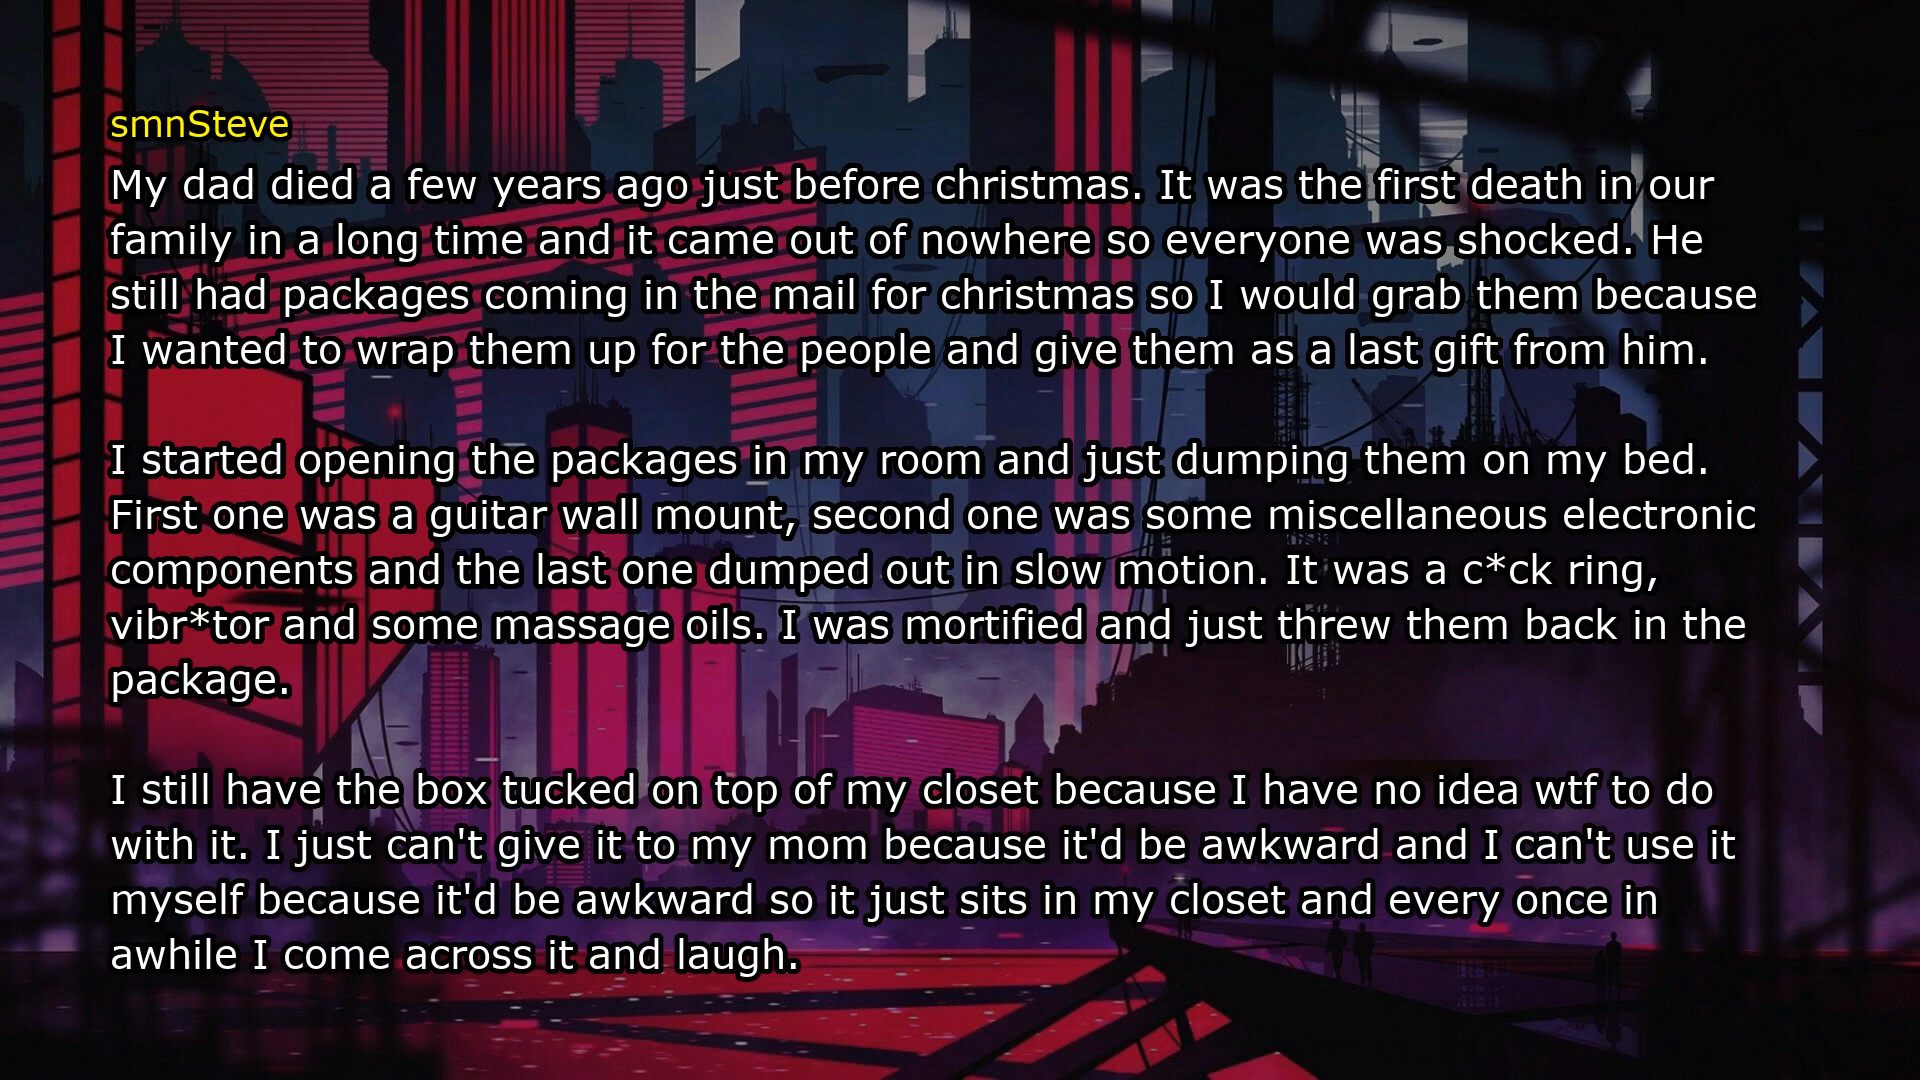 smnSteve
My dad died a few years ago just before christmas. It was the first death in our
family in a long time and it came out of nowhere so everyone was shocked. He
still had packages coming in the mail for christmas so I would grab them because
I wanted to wrap them up for the people and give them as a last gift from him.
I started opening the packages in my room and just dumping them on my bed.
First one was a guitar wall mount, second one was some miscellaneous electronic
components and the last one dumped out in slow motion. It was a c*ck ring,
vibr*tor and some massage oils. I was mortified and just threw them back in the
package.
I still have the box tucked on top of my closet because I have no idea wtf to do
with it. I just can't give it to my mom because it'd be awkward and I can't use it
myself because it'd be awkward so it just sits in my closet and every once in
awhile I come across it and laugh.